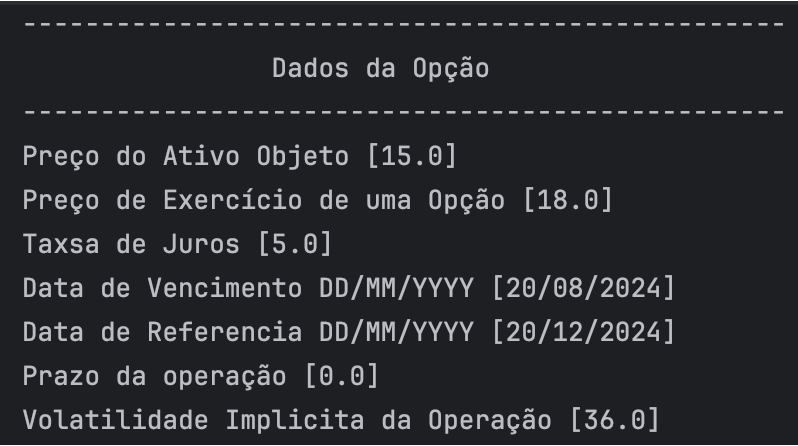 --------------------------------------------------
Dados da Opção
--------------------------------------------------
Preço do Ativo Objeto [15.0]
Preço de Exercício de uma Opção [18.0]
Taxsa de Juros [5.0]
Data de Vencimento DD/MM/YYYY [20/08/2024]
Data de Referencia DD/MM/YYYY [20/12/2024]
Prazo da operação [0.0]
Volatilidade Implicita da Operação [36.0]